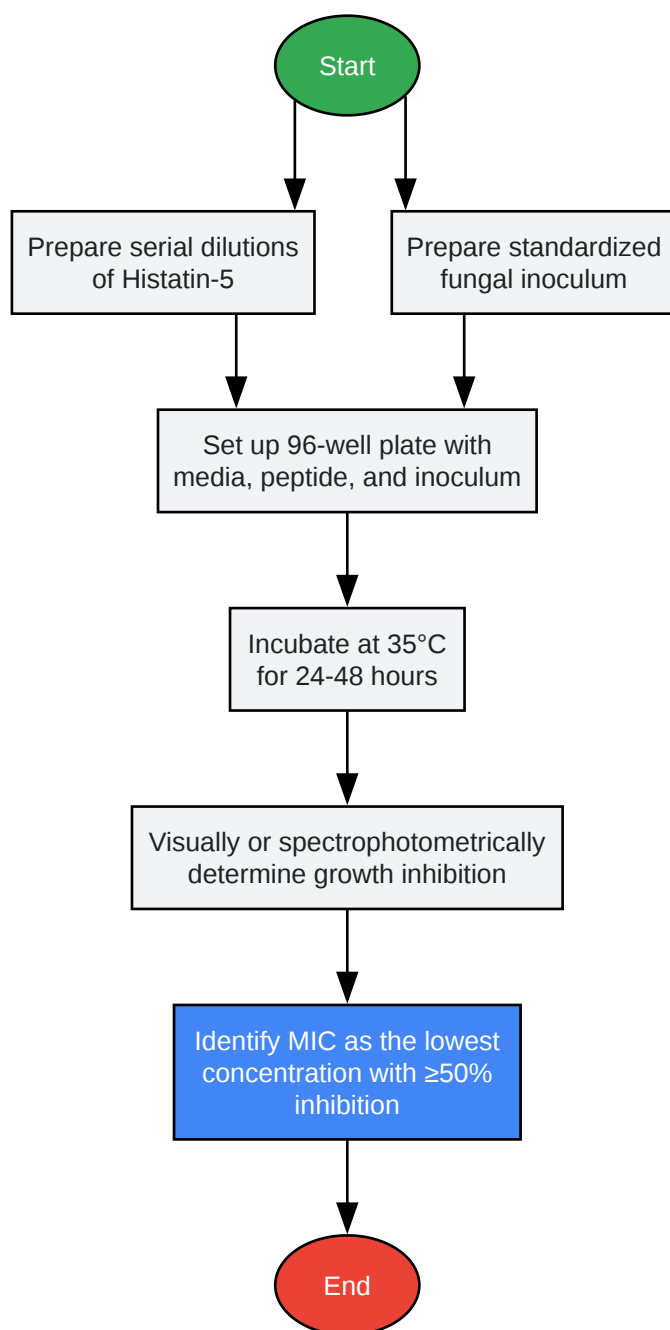 Start
Prepare serial dilutions
of Histatin-5
Prepare standardized
fungal inoculum
Set up 96-well plate with
media, peptide, and inoculum
Incubate at 35°C
for 24-48 hours
Visually or spectrophotometrically
determine growth inhibition
Identify MIC as the lowest
concentration with ≥50%
inhibition
End